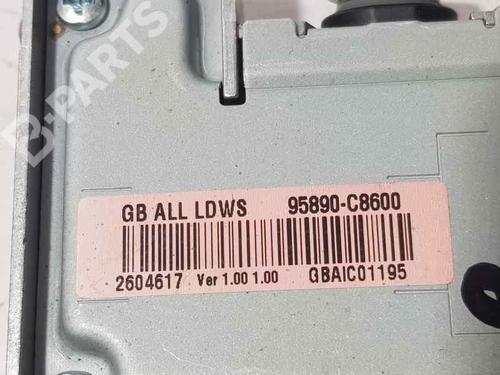 B-PARTS
GB ALL LDWS 95890-C8600
2604617 Ver 1.00 1.00 GBAIC01195